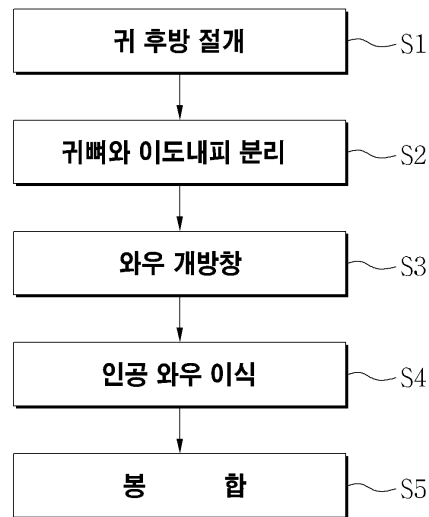 귀 후방 절개
S1
귀뼈와 이도내피 분리
S2
와우 개방창
S3
인공 와우 이식
S4
봉 합
S5